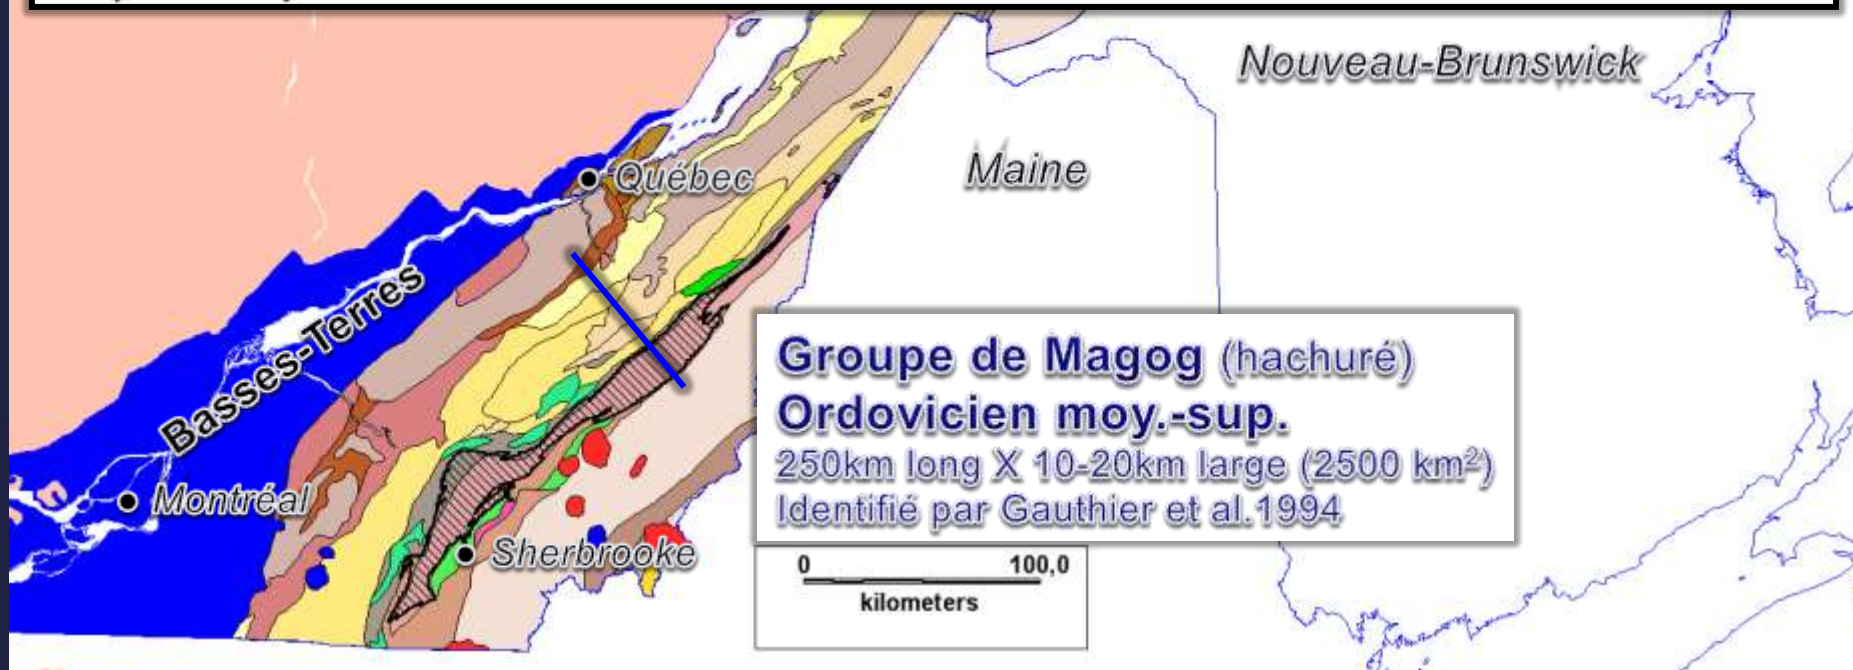 Nouveau-Brunswick
Maine
Québec
Basses-Terres
Groupe de Magog (hachuré)
Ordovicien moy.-sup.
250km long X 10-20km large (2500 km²)
Identifié par Gauthier et al.1994
Montréal
Sherbrooke
0 100,0
kilometers